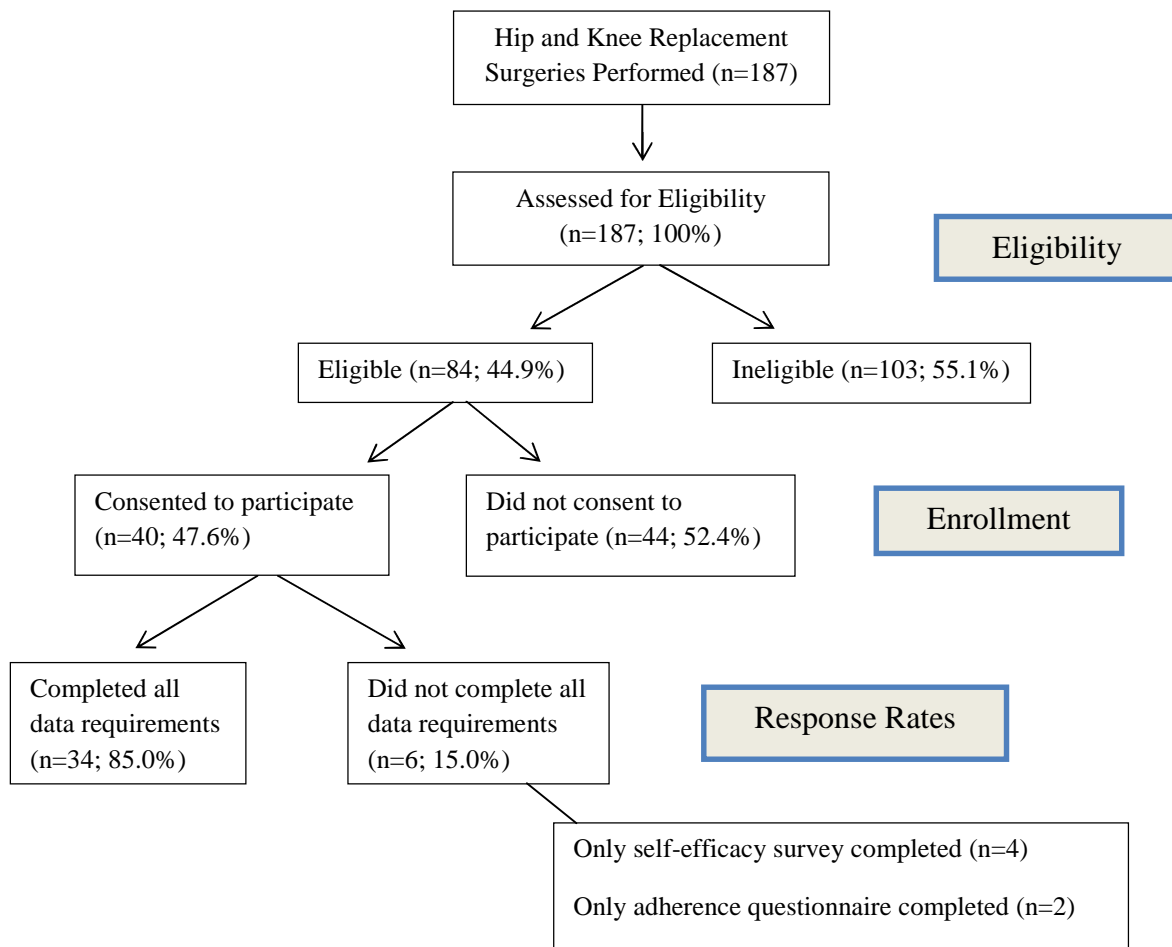 Hip and Knee Replacement
Surgeries Performed (n=187)
Assessed for Eligibility
(n=187; 100%)
Eligibility
Eligible (n=84; 44.9%)
Ineligible (n=103; 55.1%)
Consented to participate
(n=40; 47.6%)
Did not consent to
participate (n=44; 52.4%)
Enrollment
Completed all
data requirements
(n=34; 85.0%)
Did not complete all
data requirements
(n=6; 15.0%)
Response Rates
Only self-efficacy survey completed (n=4)
Only adherence questionnaire completed (n=2)